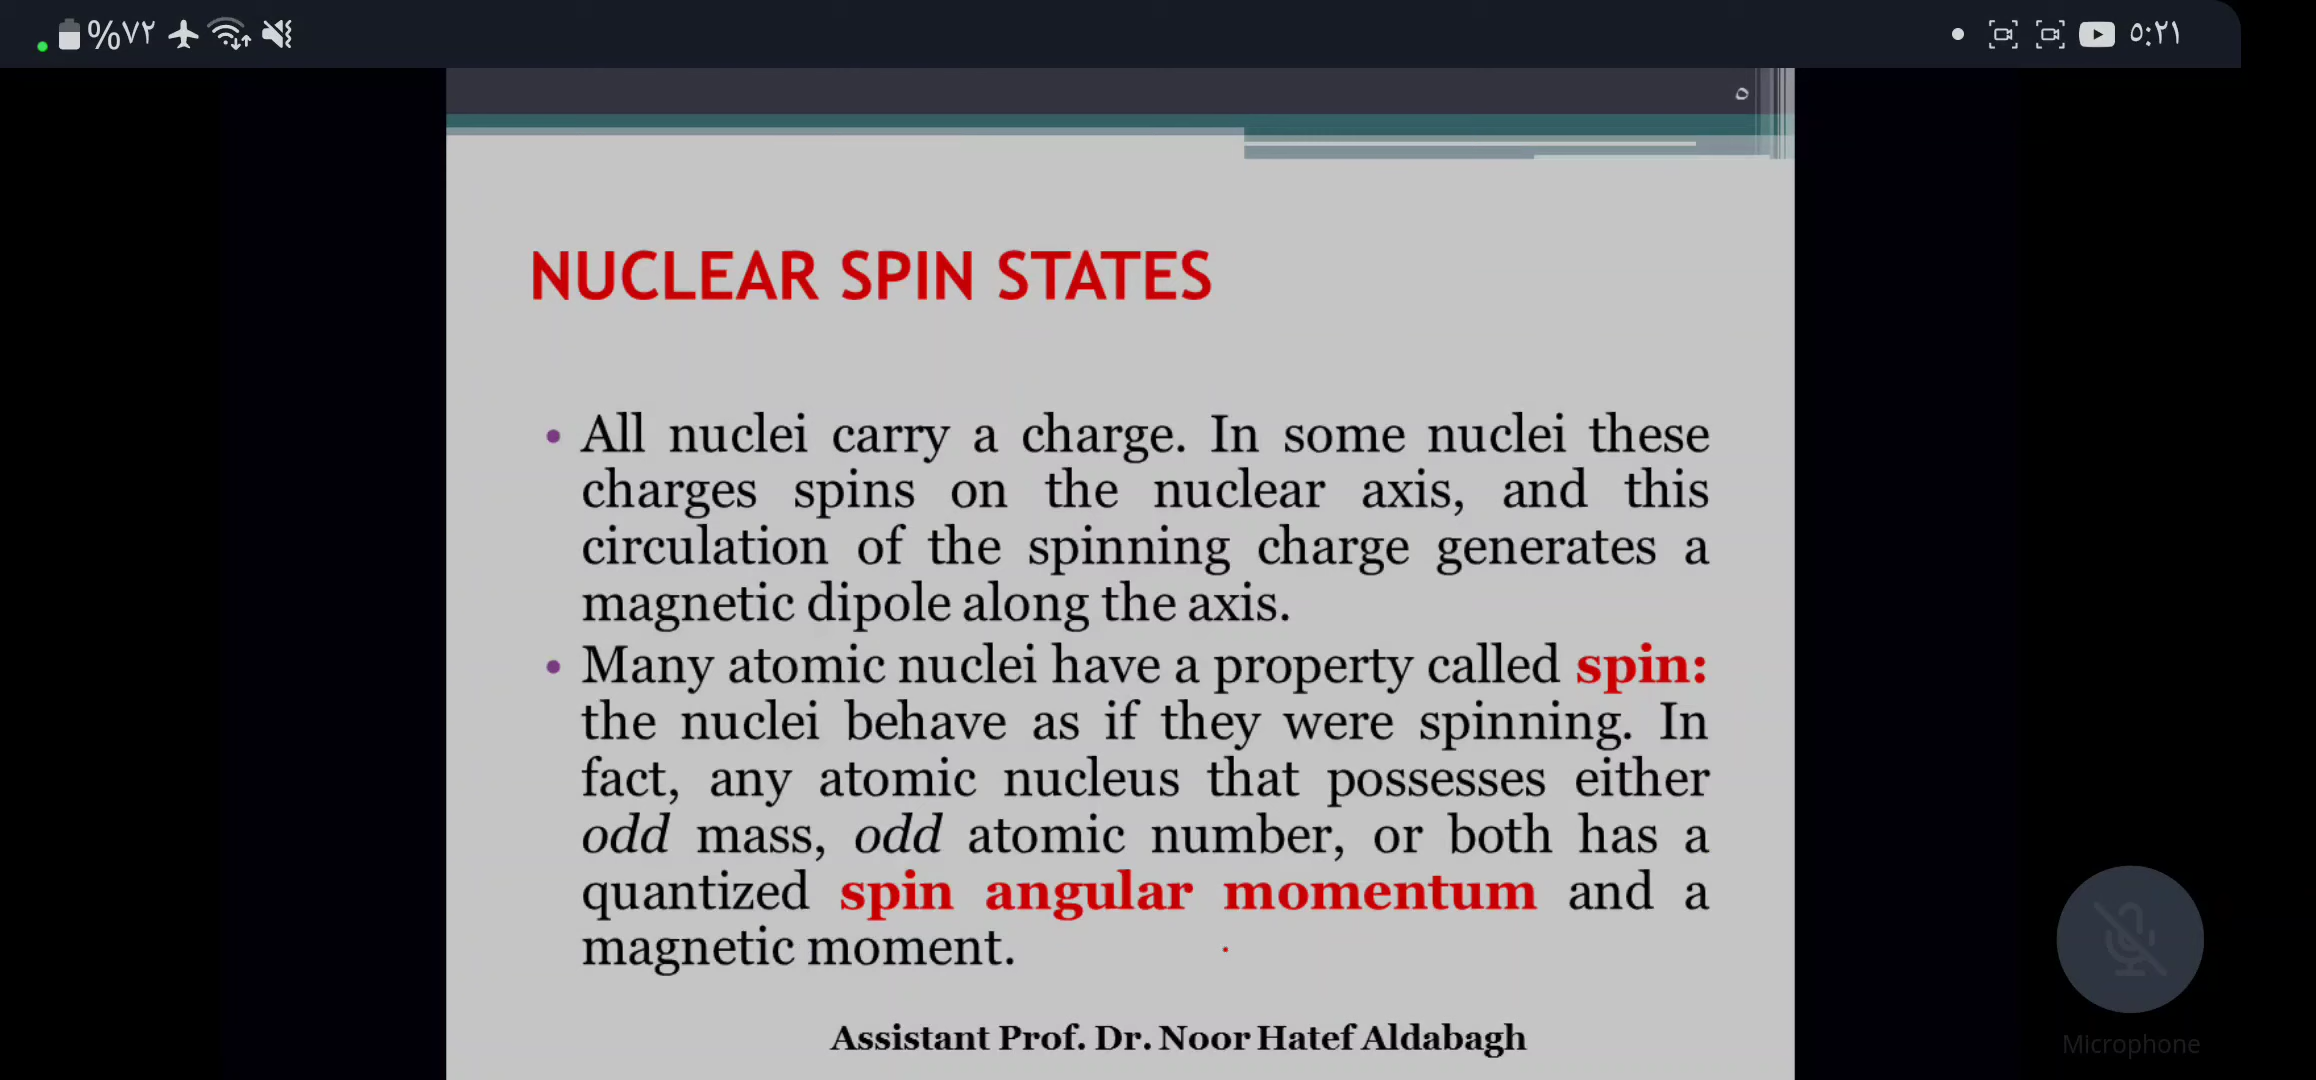 %٧٢
٥:٢١
٥
NUCLEAR SPIN STATES
• All nuclei carry a charge. In some nuclei these
charges spins on the nuclear axis, and this
circulation of the spinning charge generates a
magnetic dipole along the axis.
• Many atomic nuclei have a property called spin:
the nuclei behave as if they were spinning. In
fact, any atomic nucleus that possesses either
odd mass, odd atomic number, or both has a
quantized spin angular momentum and a
magnetic moment.
Assistant Prof. Dr. Noor Hatef Aldabagh
Microphone